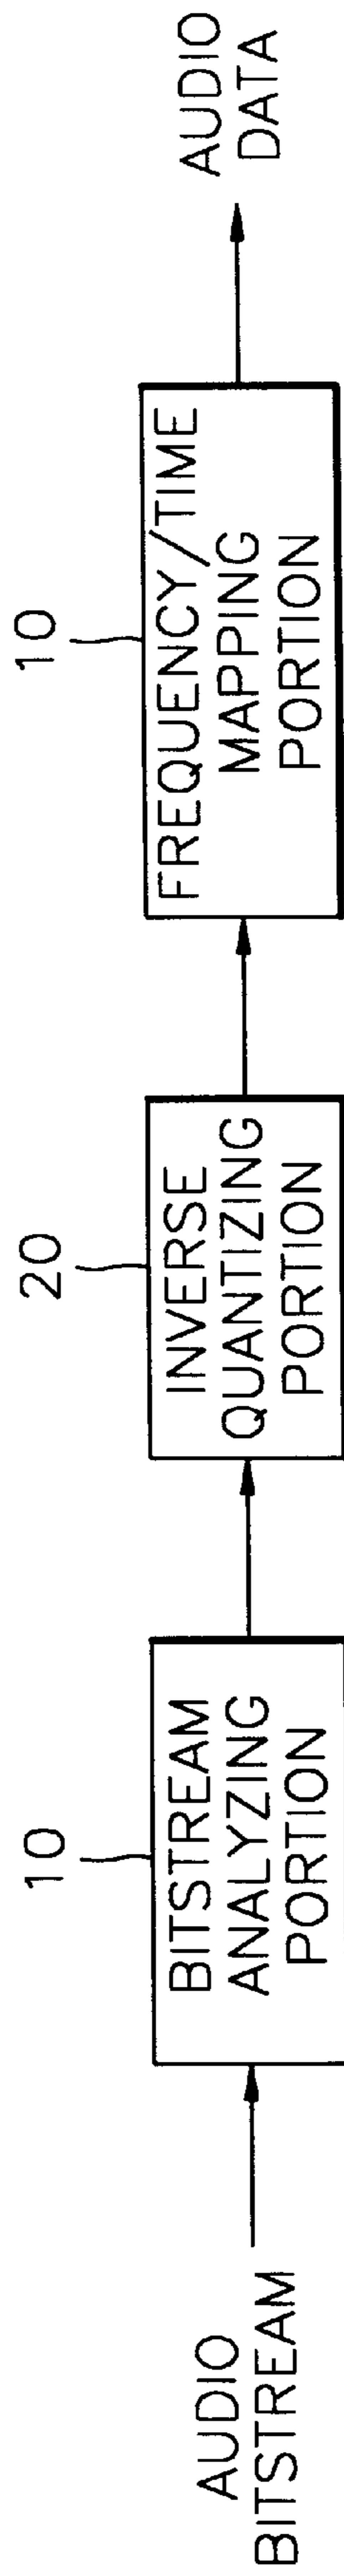 AUDIO
BITSTREAM
10
BITSTREAM
ANALYZING
PORTION
20
INVERSE
QUANTIZING
PORTION
10
FREQUENCY/TIME
MAPPING
PORTION
AUDIO
DATA